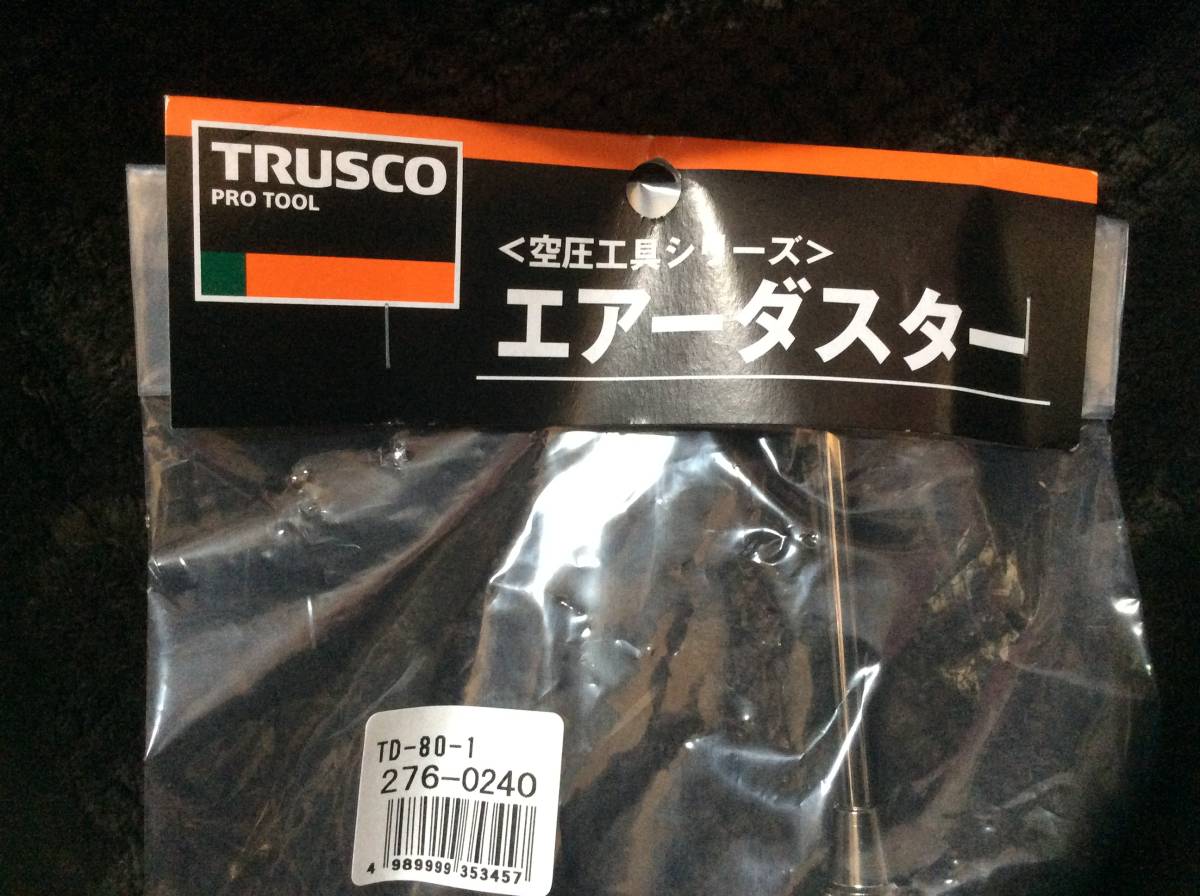 TRUSCO
PRO TOOL
<空圧工具シリーズ>
エアーダスター
TD-80-1
276-0240
4 989999 353457